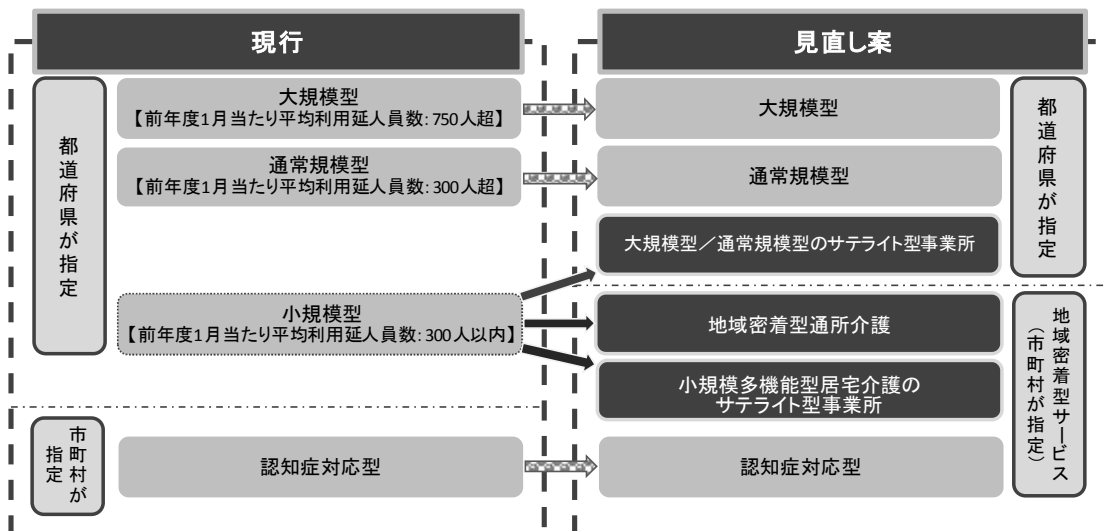 現行
見直し案
都道府県が指定
大規模型
【前年度1月当たり平均利用延人員数:750人超】
大規模型
都道府県が指定
通常規模型
【前年度1月当たり平均利用延人員数:300人超】
通常規模型
大規模型／通常規模型のサテライト型事業所
小規模型
【前年度1月当たり平均利用延人員数:300人以内】
地域密着型通所介護
小規模多機能型居宅介護の
サテライト型事業所
地域密着型サービス
（市町村が指定）
市町村が
指定
認知症対応型
認知症対応型